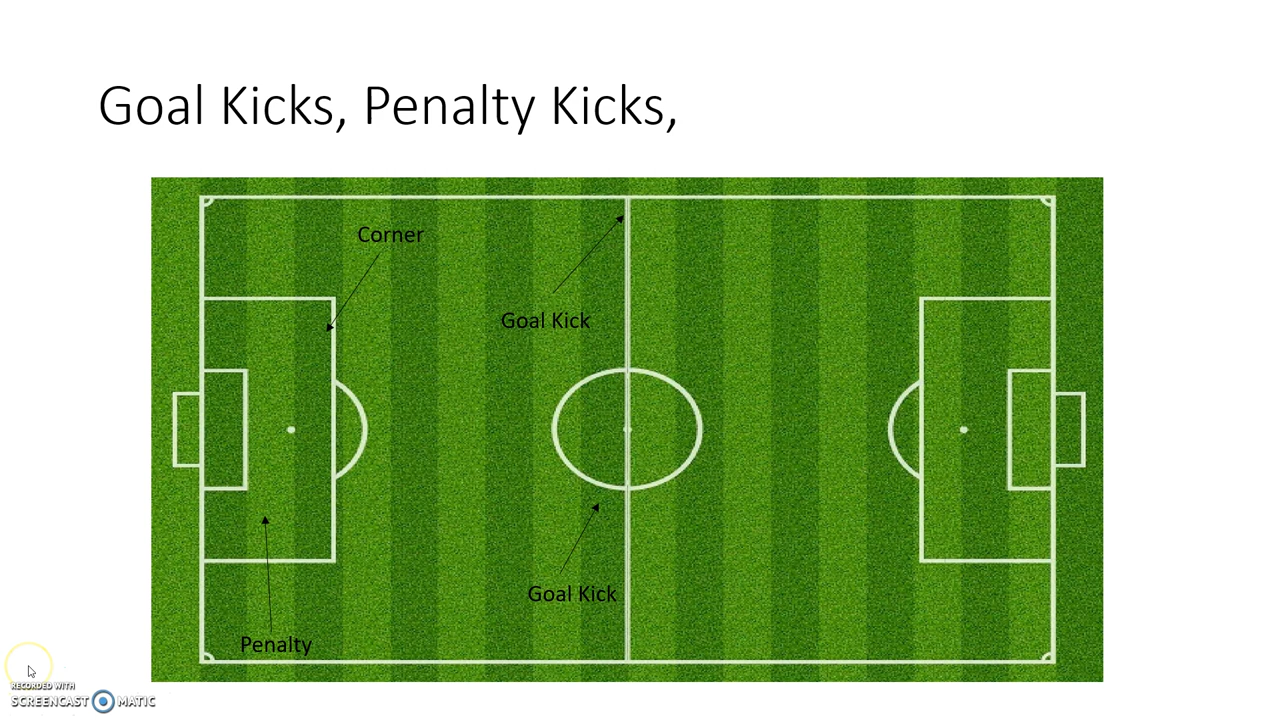 Goal Kicks, Penalty Kicks,
Corner
Goal Kick
Goal Kick
Penalty
RECORDED WITH
SCREENCAST MATIC